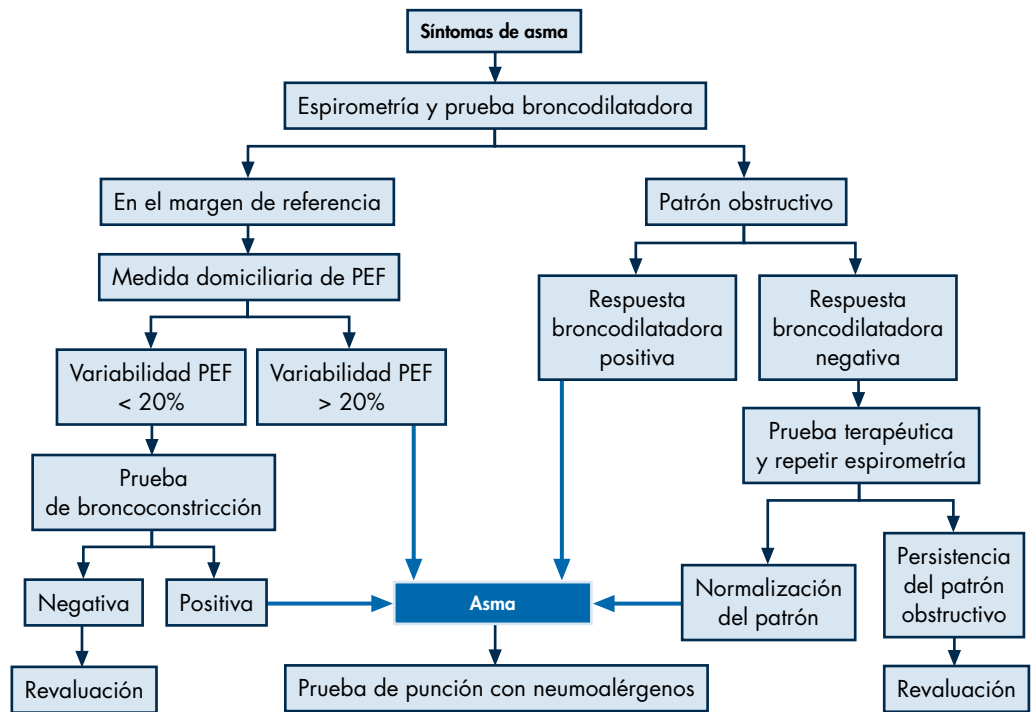 Síntomas de asma
Espirometría y prueba broncodilatadora
En el margen de referencia
Patrón obstructivo
Medida domiciliaria de PEF
Respuesta
broncodilatadora
positiva
Respuesta
broncodilatadora
negativa
Variabilidad PEF
< 20%
Variabilidad PEF
> 20%
Prueba terapéutica
y repetir espirometría
Prueba
de broncoconstricción
Negativa
Positiva
Asma
Normalización
del patrón
Persistencia
del patrón
obstructivo
Revaluación
Prueba de punción con neumoalérgenos
Revaluación